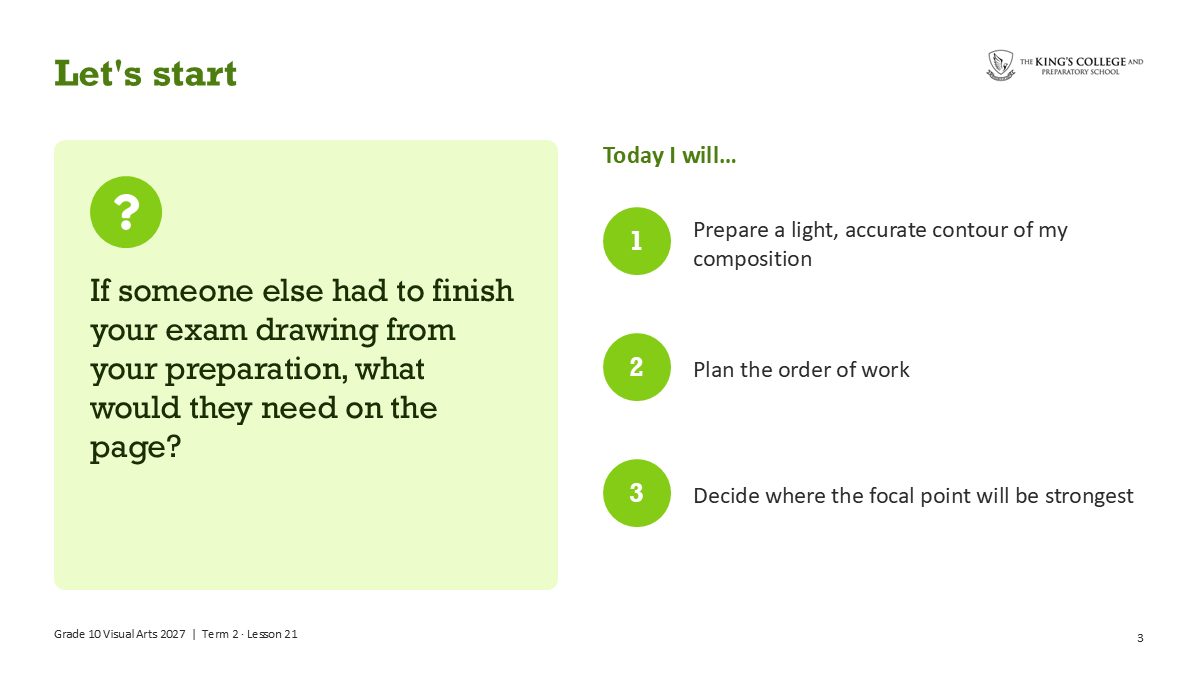 Let's start
THE KING'S COLLEGE AND
PREPARATORY SCHOOL
?
If someone else had to finish
your exam drawing from
your preparation, what
would they need on the
page?
Today I will...
1
Prepare a light, accurate contour of my
composition
2
Plan the order of work
3
Decide where the focal point will be strongest
Grade 10 Visual Arts 2027 | Term 2 · Lesson 21
3